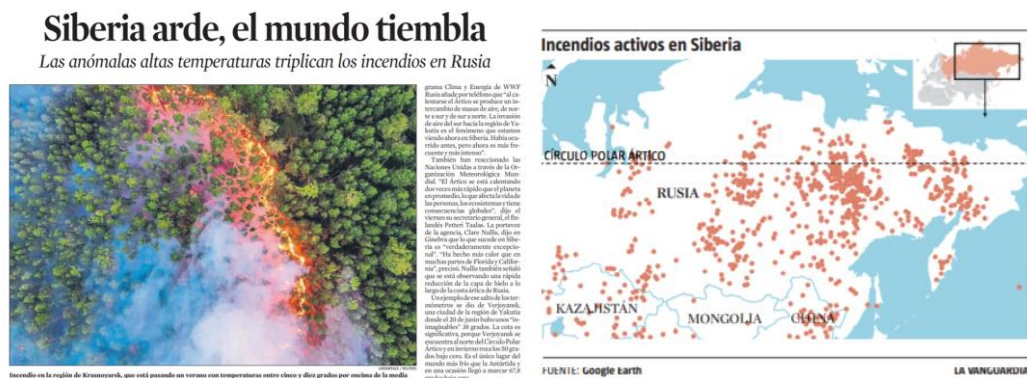 Siberia arde, el mundo tiembla
Las anómalas altas temperaturas triplican los incendios en Rusia
grama Clima y Energía de WWF
Rusia añade por teléfono que "al ca-
lentarse el Ártico se produce un in-
tercambio de masas de aire, de nor-
te a sur y de sur a norte. La invasión
de aire del sur hacia la región de Ya-
kutia es el fenómeno que estamos
viendo ahora en Siberia. Había ocu-
rrido antes, pero ahora es más fre-
cuente y más intenso".
También han reaccionado las
Naciones Unidas a través de la Or-
ganización Meteorológica Mun-
dial. "El Ártico se está calentando
dos veces más rápido que el planeta
en promedio, lo que afecta la vida de
las personas, los ecosistemas y tiene
consecuencias globales", dijo el
viernes su secretario general, el fin-
landés Petteri Taalas. La portavoz
de la agencia, Clare Nullis, dijo en
Ginebra que lo que sucede en Sibe-
ria es "verdaderamente excepcio-
nal". "Ha hecho más calor que en
muchas partes de Florida y Califor-
nia", precisó. Nullis también señaló
que se está observando una rápida
reducción de la capa de hielo a lo
largo de la costa ártica de Rusia.
Un ejemplo de ese salto de los ter-
mómetros se dio de Verjoyansk,
una ciudad de la región de Yakutia
donde el 20 de junio hubo unos "in-
imaginables" 38 grados. La cota es
significativa, porque Verjoyansk se
encuentra al norte del Círculo Polar
Ártico y en invierno roza los 50 gra-
dos bajo cero. Es el único lugar del
mundo más frío que la Antártida y
en una ocasión llegó a marcar 67,8
grados bajo cero
GREENPEACE / REUTERS
Incendio en la región de Krasnoyarsk, que está pasando un verano con temperaturas entre cinco y diez grados por encima de la media
Incendios activos en Siberia
N
CÍRCULO POLAR ÁRTICO
RUSIA
KAZAJISTÁN
MONGOLIA
CHINA
FUENTE: Google Earth
LA VANGUARDIA